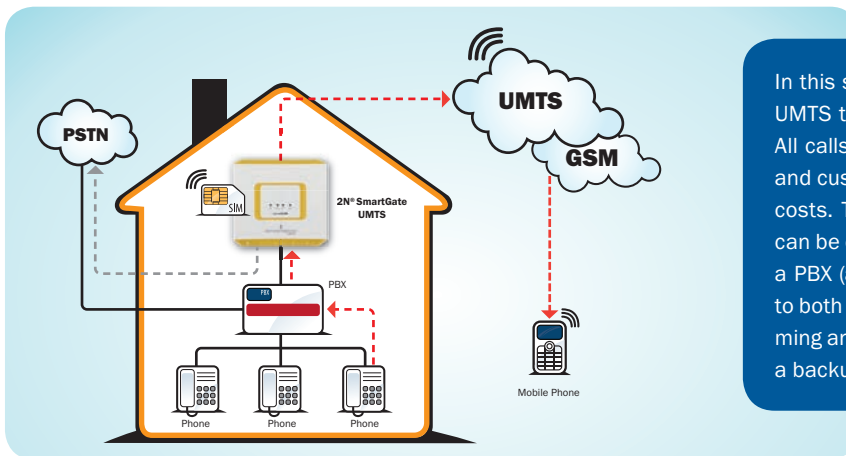 PSTN
UMTS
GSM
SIM
2N® SmartGate
UMTS
PBX
PBX
Phone
Phone
Phone
Mobile Phone
In this s
UMTS t
All calls
and cus
costs. T
can be
a PBX (
to both
ming ar
a backu